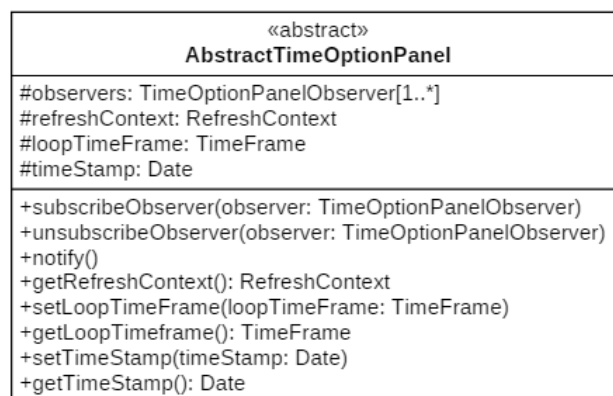 «abstract»
AbstractTimeOptionPanel
#observers: TimeOptionPanelObserver[1..*]
#refreshContext: RefreshContext
#loopTimeFrame: TimeFrame
#timeStamp: Date
+subscribeObserver(observer: TimeOptionPanelObserver)
+unsubscribeObserver(observer: TimeOptionPanelObserver)
+notify()
+getRefreshContext(): RefreshContext
+setLoopTimeFrame(loopTimeFrame: TimeFrame)
+getLoopTimeframe(): TimeFrame
+setTimeStamp(timeStamp: Date)
+getTimeStamp(): Date